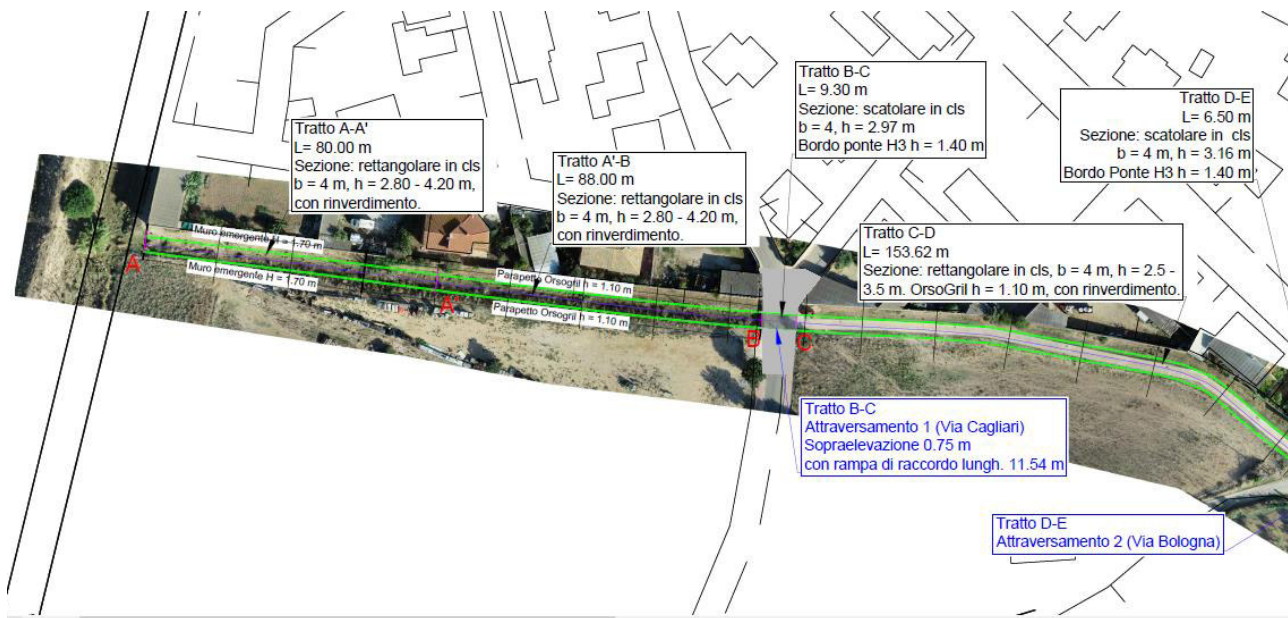 Tratto B-C
L= 9.30 m
Sezione: scatolare in cls
b = 4, h = 2.97 m
Bordo ponte H3 h = 1.40 m
Tratto D-E
L= 6.50 m
Sezione: scatolare in cls
b = 4 m, h = 3.16 m
Bordo Ponte H3 h = 1.40 m
Tratto A-A'
L= 80.00 m
Sezione: rettangolare in cls
b = 4 m, h = 2.80 - 4.20 m,
con rinverdimento.
Tratto A'-B
L= 88.00 m
Sezione: rettangolare in cls
b = 4 m, h = 2.80 - 4.20 m,
con rinverdimento.
Tratto C-D
L= 153.62 m
Sezione: rettangolare in cls, b = 4 m, h = 2.5 -
3.5 m. OrsoGril h = 1.10 m, con rinverdimento.
Muro emergente H = 1.70 m
Muro emergente H = 1.70 m
Parapetto Orsogril h = 1.10 m
Parapetto Orsogril h = 1.10 m
A
A'
B
C
Tratto B-C
Attraversamento 1 (Via Cagliari)
Sopraelevazione 0.75 m
con rampa di raccordo lungh. 11.54 m
Tratto D-E
Attraversamento 2 (Via Bologna)